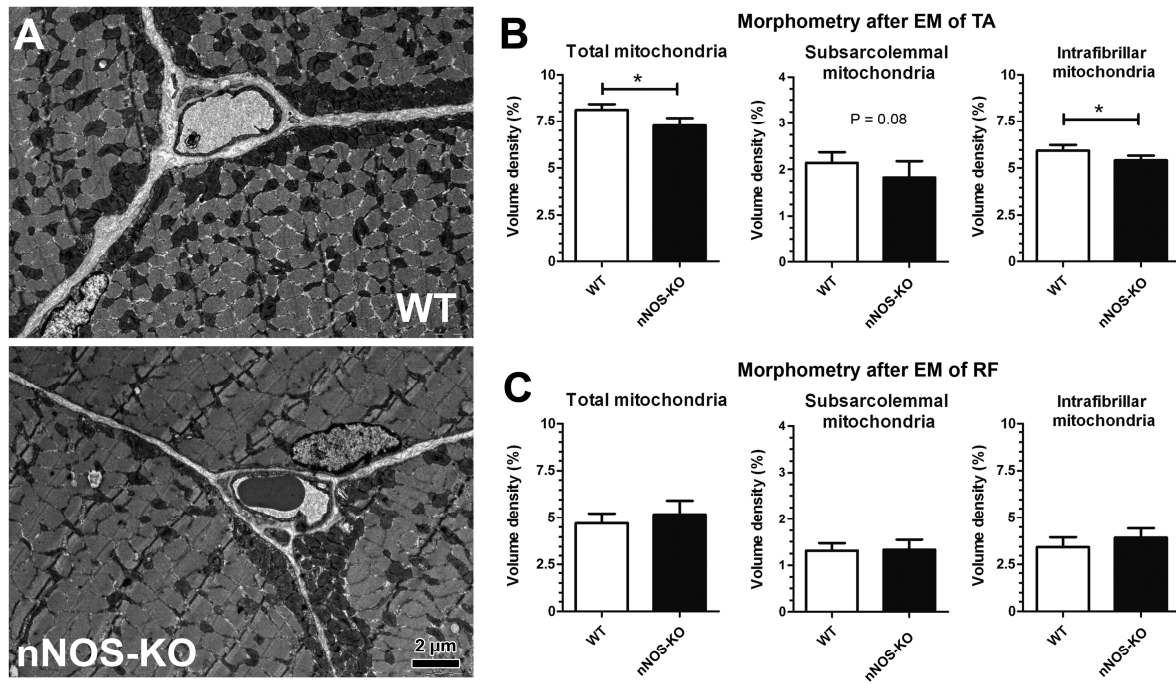 A
WT
nNOS-KO
2 µm
B
Morphometry after EM of TA
Total mitochondria
Volume density (%)
10
7.5
5
2.5
0
*
WT
nNOS-KO
Subsarcolemmal
mitochondria
Volume density (%)
4
3
2
1
0
P = 0.08
WT
nNOS-KO
Intrafibrillar
mitochondria
Volume density (%)
10
7.5
5
2.5
0
*
WT
nNOS-KO
C
Morphometry after EM of RF
Total mitochondria
Volume density (%)
10
7.5
5
2.5
0
WT
nNOS-KO
Subsarcolemmal
mitochondria
Volume density (%)
4
3
2
1
0
WT
nNOS-KO
Intrafibrillar
mitochondria
Volume density (%)
10
7.5
5
2.5
0
WT
nNOS-KO